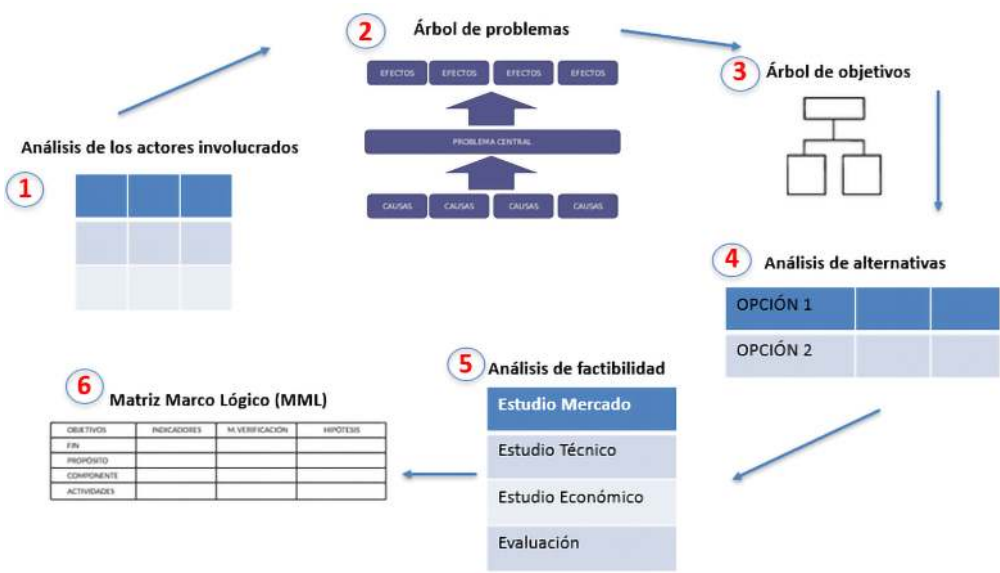 1
Análisis de los actores involucrados
2
Árbol de problemas
EFECTOS EFECTOS EFECTOS EFECTOS
PROBLEMA CENTRAL
CAUSAS CAUSAS CAUSAS CAUSAS
3
Árbol de objetivos
4
Análisis de alternativas
OPCIÓN 1
OPCIÓN 2
5
Análisis de factibilidad
Estudio Mercado
Estudio Técnico
Estudio Económico
Evaluación
6
Matriz Marco Lógico (MML)
OBJETIVOS INDICADORES M.VERIFICACIÓN HIPÓTESIS
FIN
PROPÓSITO
COMPONENTE
ACTIVIDADES